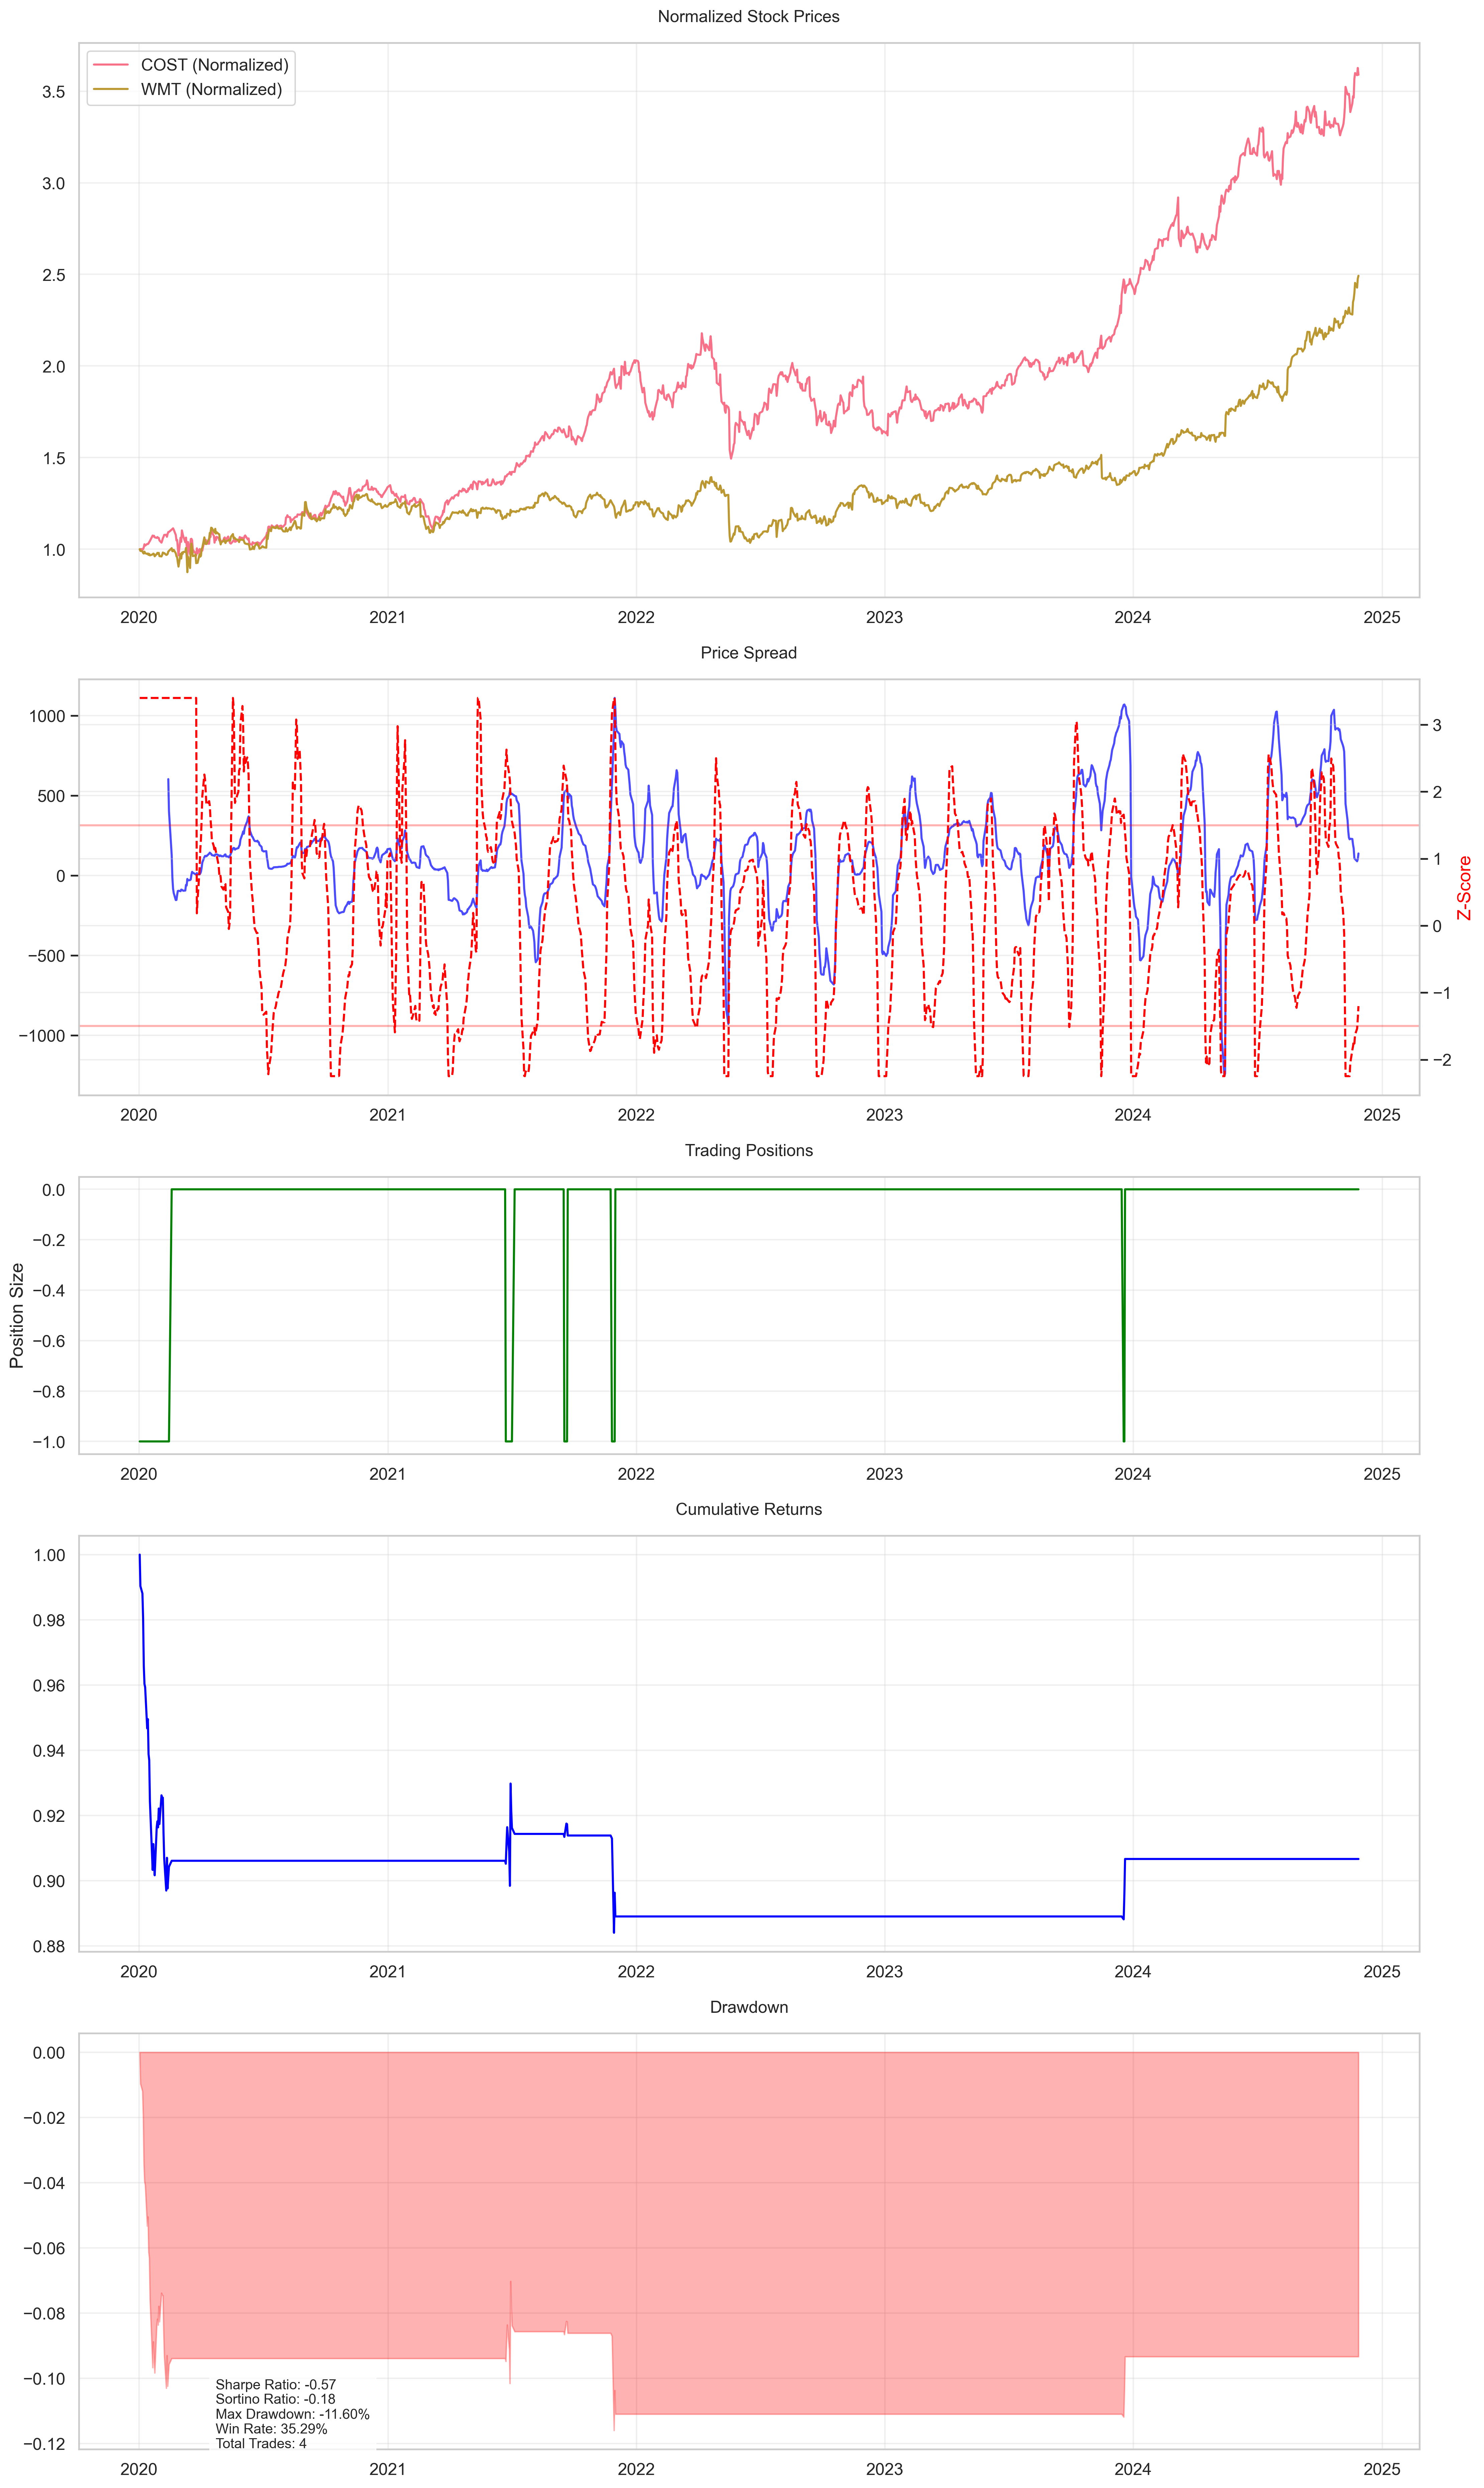 Normalized Stock Prices
COST (Normalized)
WMT (Normalized)
3.5
3.0
2.5
2.0
1.5
1.0
2020 2021 2022 2023 2024 2025
Price Spread
1000
500
0
−500
−1000
3
2
1
0
−1
−2
Z-Score
2020 2021 2022 2023 2024 2025
Trading Positions
Position Size
0.0
−0.2
−0.4
−0.6
−0.8
−1.0
2020 2021 2022 2023 2024 2025
Cumulative Returns
1.00
0.98
0.96
0.94
0.92
0.90
0.88
2020 2021 2022 2023 2024 2025
Drawdown
0.00
−0.02
−0.04
−0.06
−0.08
−0.10
−0.12
Sharpe Ratio: -0.57
Sortino Ratio: -0.18
Max Drawdown: -11.60%
Win Rate: 35.29%
Total Trades: 4
2020 2021 2022 2023 2024 2025